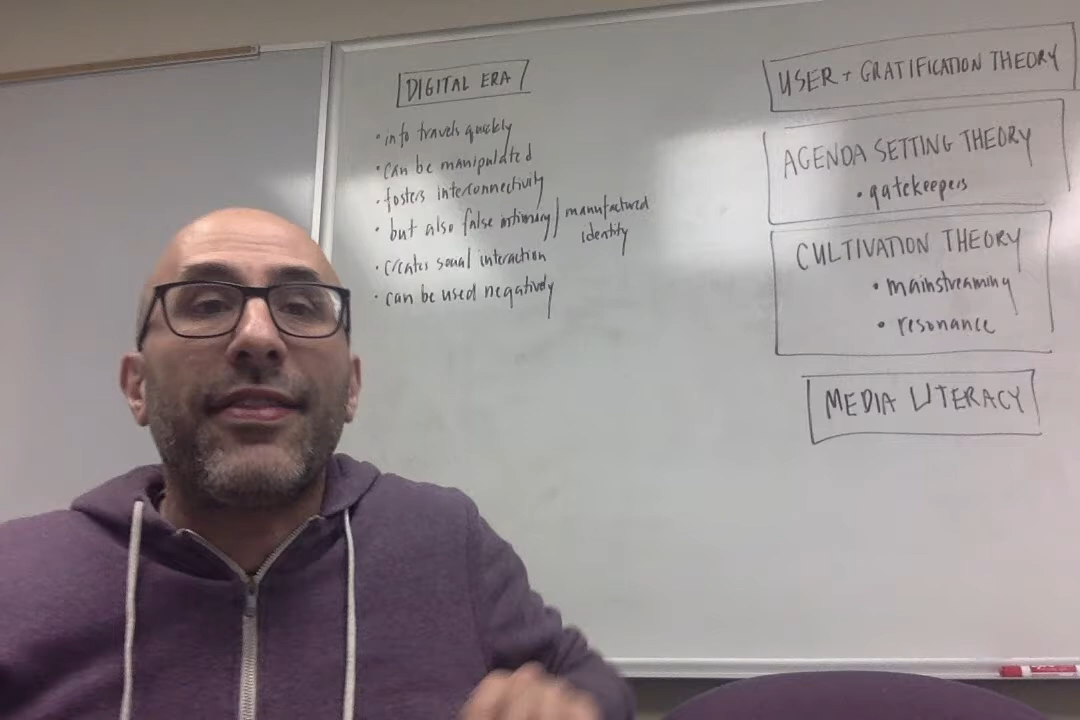 DIGITAL ERA
• info travels quickly
• can be manipulated
• fosters interconnectivity
• but also false intimacy / manufactured
identity
• creates social interaction
• can be used negatively
USER + GRATIFICATION THEORY
AGENDA SETTING THEORY
• gatekeepers
CULTIVATION THEORY
• mainstreaming
• resonance
MEDIA LITERACY